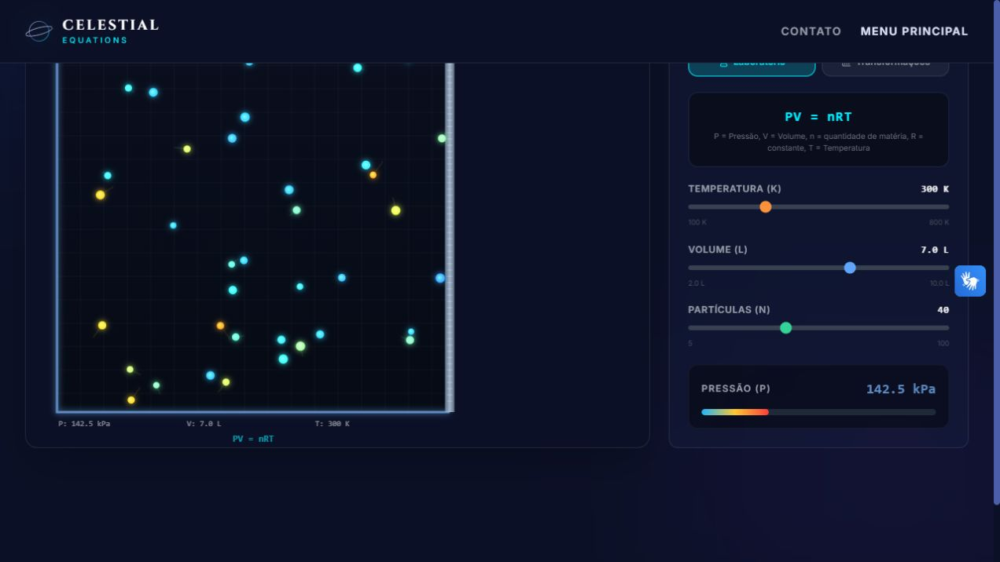 CELESTIAL
EQUATIONS
CONTATO
MENU PRINCIPAL
Laboratório
Transformações
PV = nRT
P = Pressão, V = Volume, n = quantidade de matéria, R =
constante, T = Temperatura
TEMPERATURA (K)
300 K
100 K
800 K
VOLUME (L)
7.0 L
2.0 L
10.0 L
PARTÍCULAS (N)
40
5
100
PRESSÃO (P)
142.5 kPa
P: 142.5 kPa
V: 7.0 L
T: 300 K
PV = nRT